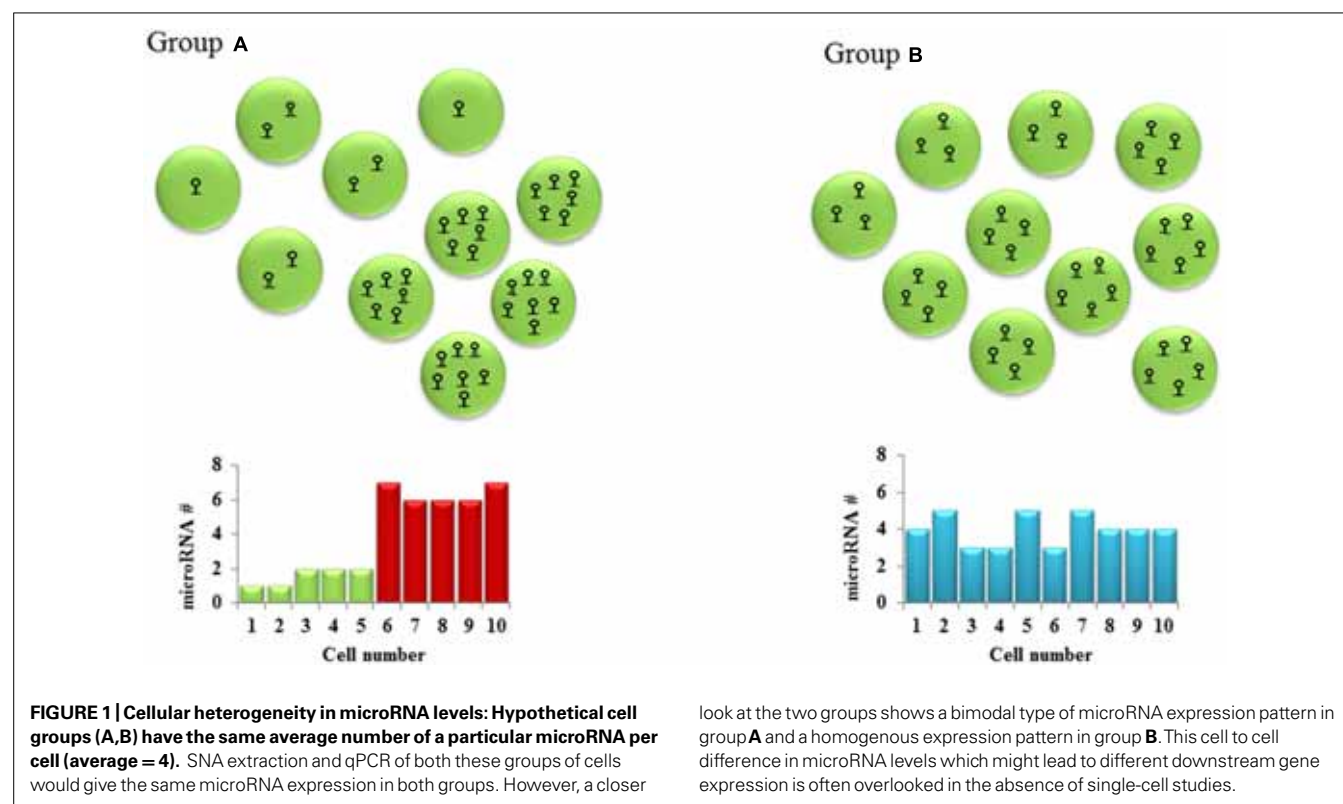 Group A
Group B
8
6
4
2
0
microRNA #
1 2 3 4 5 6 7 8 9 10
Cell number
8
6
4
2
0
microRNA #
1 2 3 4 5 6 7 8 9 10
Cell number
FIGURE 1 | Cellular heterogeneity in microRNA levels: Hypothetical cell
groups (A,B) have the same average number of a particular microRNA per
cell (average = 4). SNA extraction and qPCR of both these groups of cells
would give the same microRNA expression in both groups. However, a closer
look at the two groups shows a bimodal type of microRNA expression pattern in
group A and a homogenous expression pattern in group B. This cell to cell
difference in microRNA levels which might lead to different downstream gene
expression is often overlooked in the absence of single-cell studies.